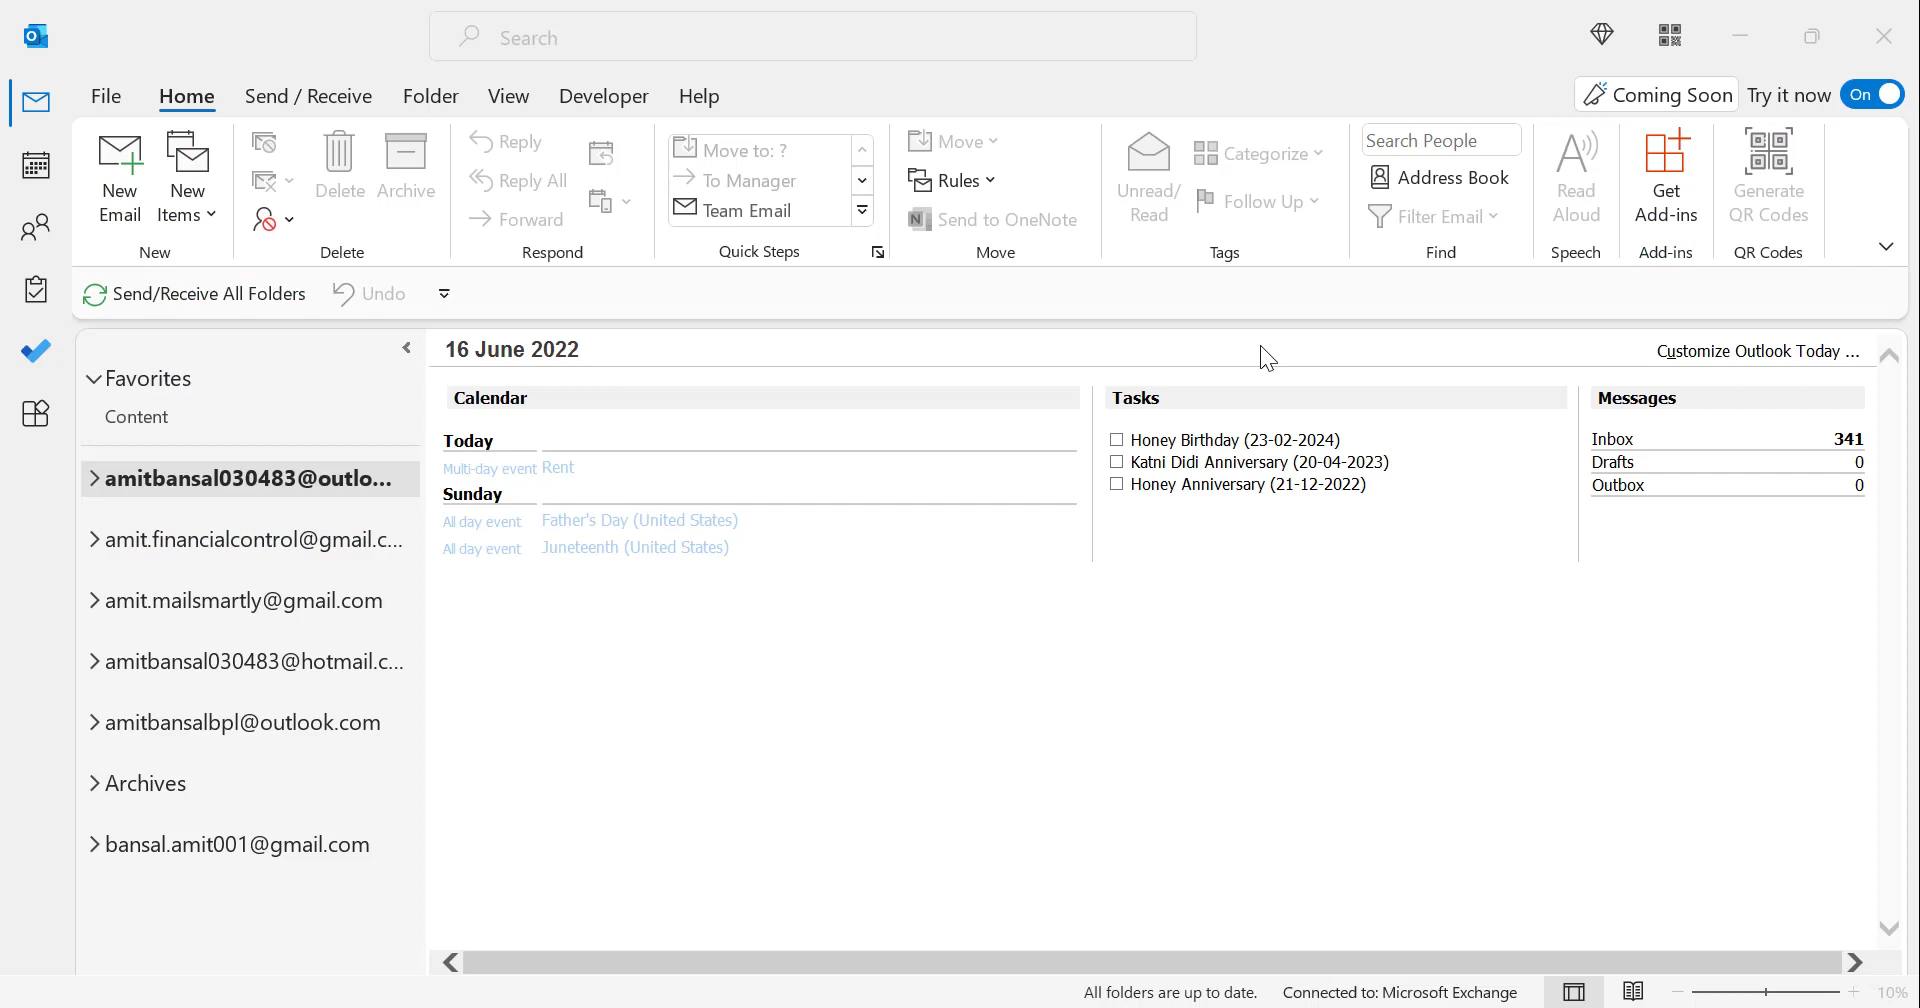 Search
File Home Send / Receive Folder View Developer Help
Coming Soon Try it now On
New Email
New Items
New
Delete
Archive
Delete
Reply
Reply All
Forward
Respond
Move to: ?
To Manager
Team Email
Quick Steps
Move
Rules
Send to OneNote
Move
Unread/ Read
Categorize
Follow Up
Tags
Search People
Address Book
Filter Email
Find
Read Aloud
Speech
Get Add-ins
Add-ins
Generate QR Codes
QR Codes
Send/Receive All Folders Undo
Favorites
Content
amitbansal030483@outlo...
amit.financialcontrol@gmail.c...
amit.mailsmartly@gmail.com
amitbansal030483@hotmail.c...
amitbansalbpl@outlook.com
Archives
bansal.amit001@gmail.com
16 June 2022
Customize Outlook Today ...
Calendar
Today
Multi-day event Rent
Sunday
All day event Father's Day (United States)
All day event Juneteenth (United States)
Tasks
Honey Birthday (23-02-2024)
Katni Didi Anniversary (20-04-2023)
Honey Anniversary (21-12-2022)
Messages
Inbox 341
Drafts 0
Outbox 0
All folders are up to date. Connected to: Microsoft Exchange 10%